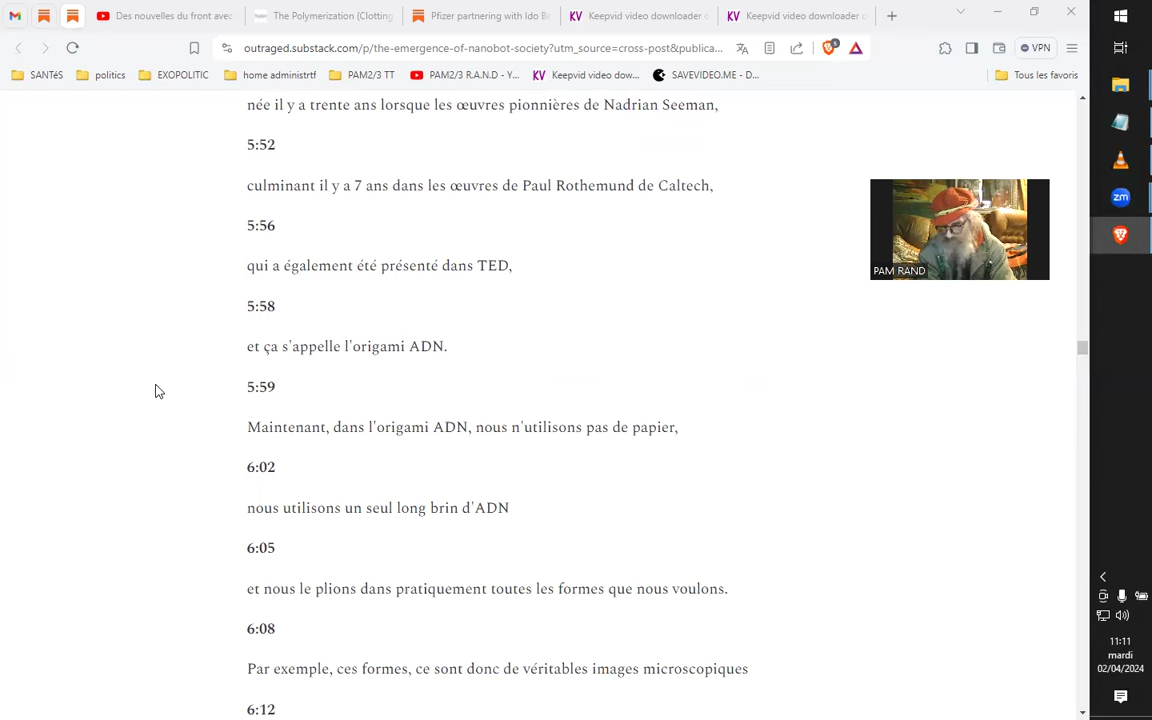 Des nouvelles du front avec
The Polymerization (Clotting
Pfizer partnering with Ido Ba
KV Keepvid video downloader o
KV Keepvid video downloader o
outraged.substack.com/p/the-emergence-of-nanobot-society?utm_source=cross-post&publica...
VPN
SANTéS
politics
EXOPOLITIC
home administrtf
PAM2/3 TT
PAM2/3 R.A.N.D - Y...
KV Keepvid video dow...
SAVEVIDEO.ME - D...
Tous les favoris
née il y a trente ans lorsque les œuvres pionnières de Nadrian Seeman,
5:52
culminant il y a 7 ans dans les œuvres de Paul Rothemund de Caltech,
5:56
qui a également été présenté dans TED,
5:58
et ça s'appelle l'origami ADN.
5:59
Maintenant, dans l'origami ADN, nous n'utilisons pas de papier,
6:02
nous utilisons un seul long brin d'ADN
6:05
et nous le plions dans pratiquement toutes les formes que nous voulons.
6:08
Par exemple, ces formes, ce sont donc de véritables images microscopiques
6:12
PAM RAND
zm
11:11
mardi
02/04/2024